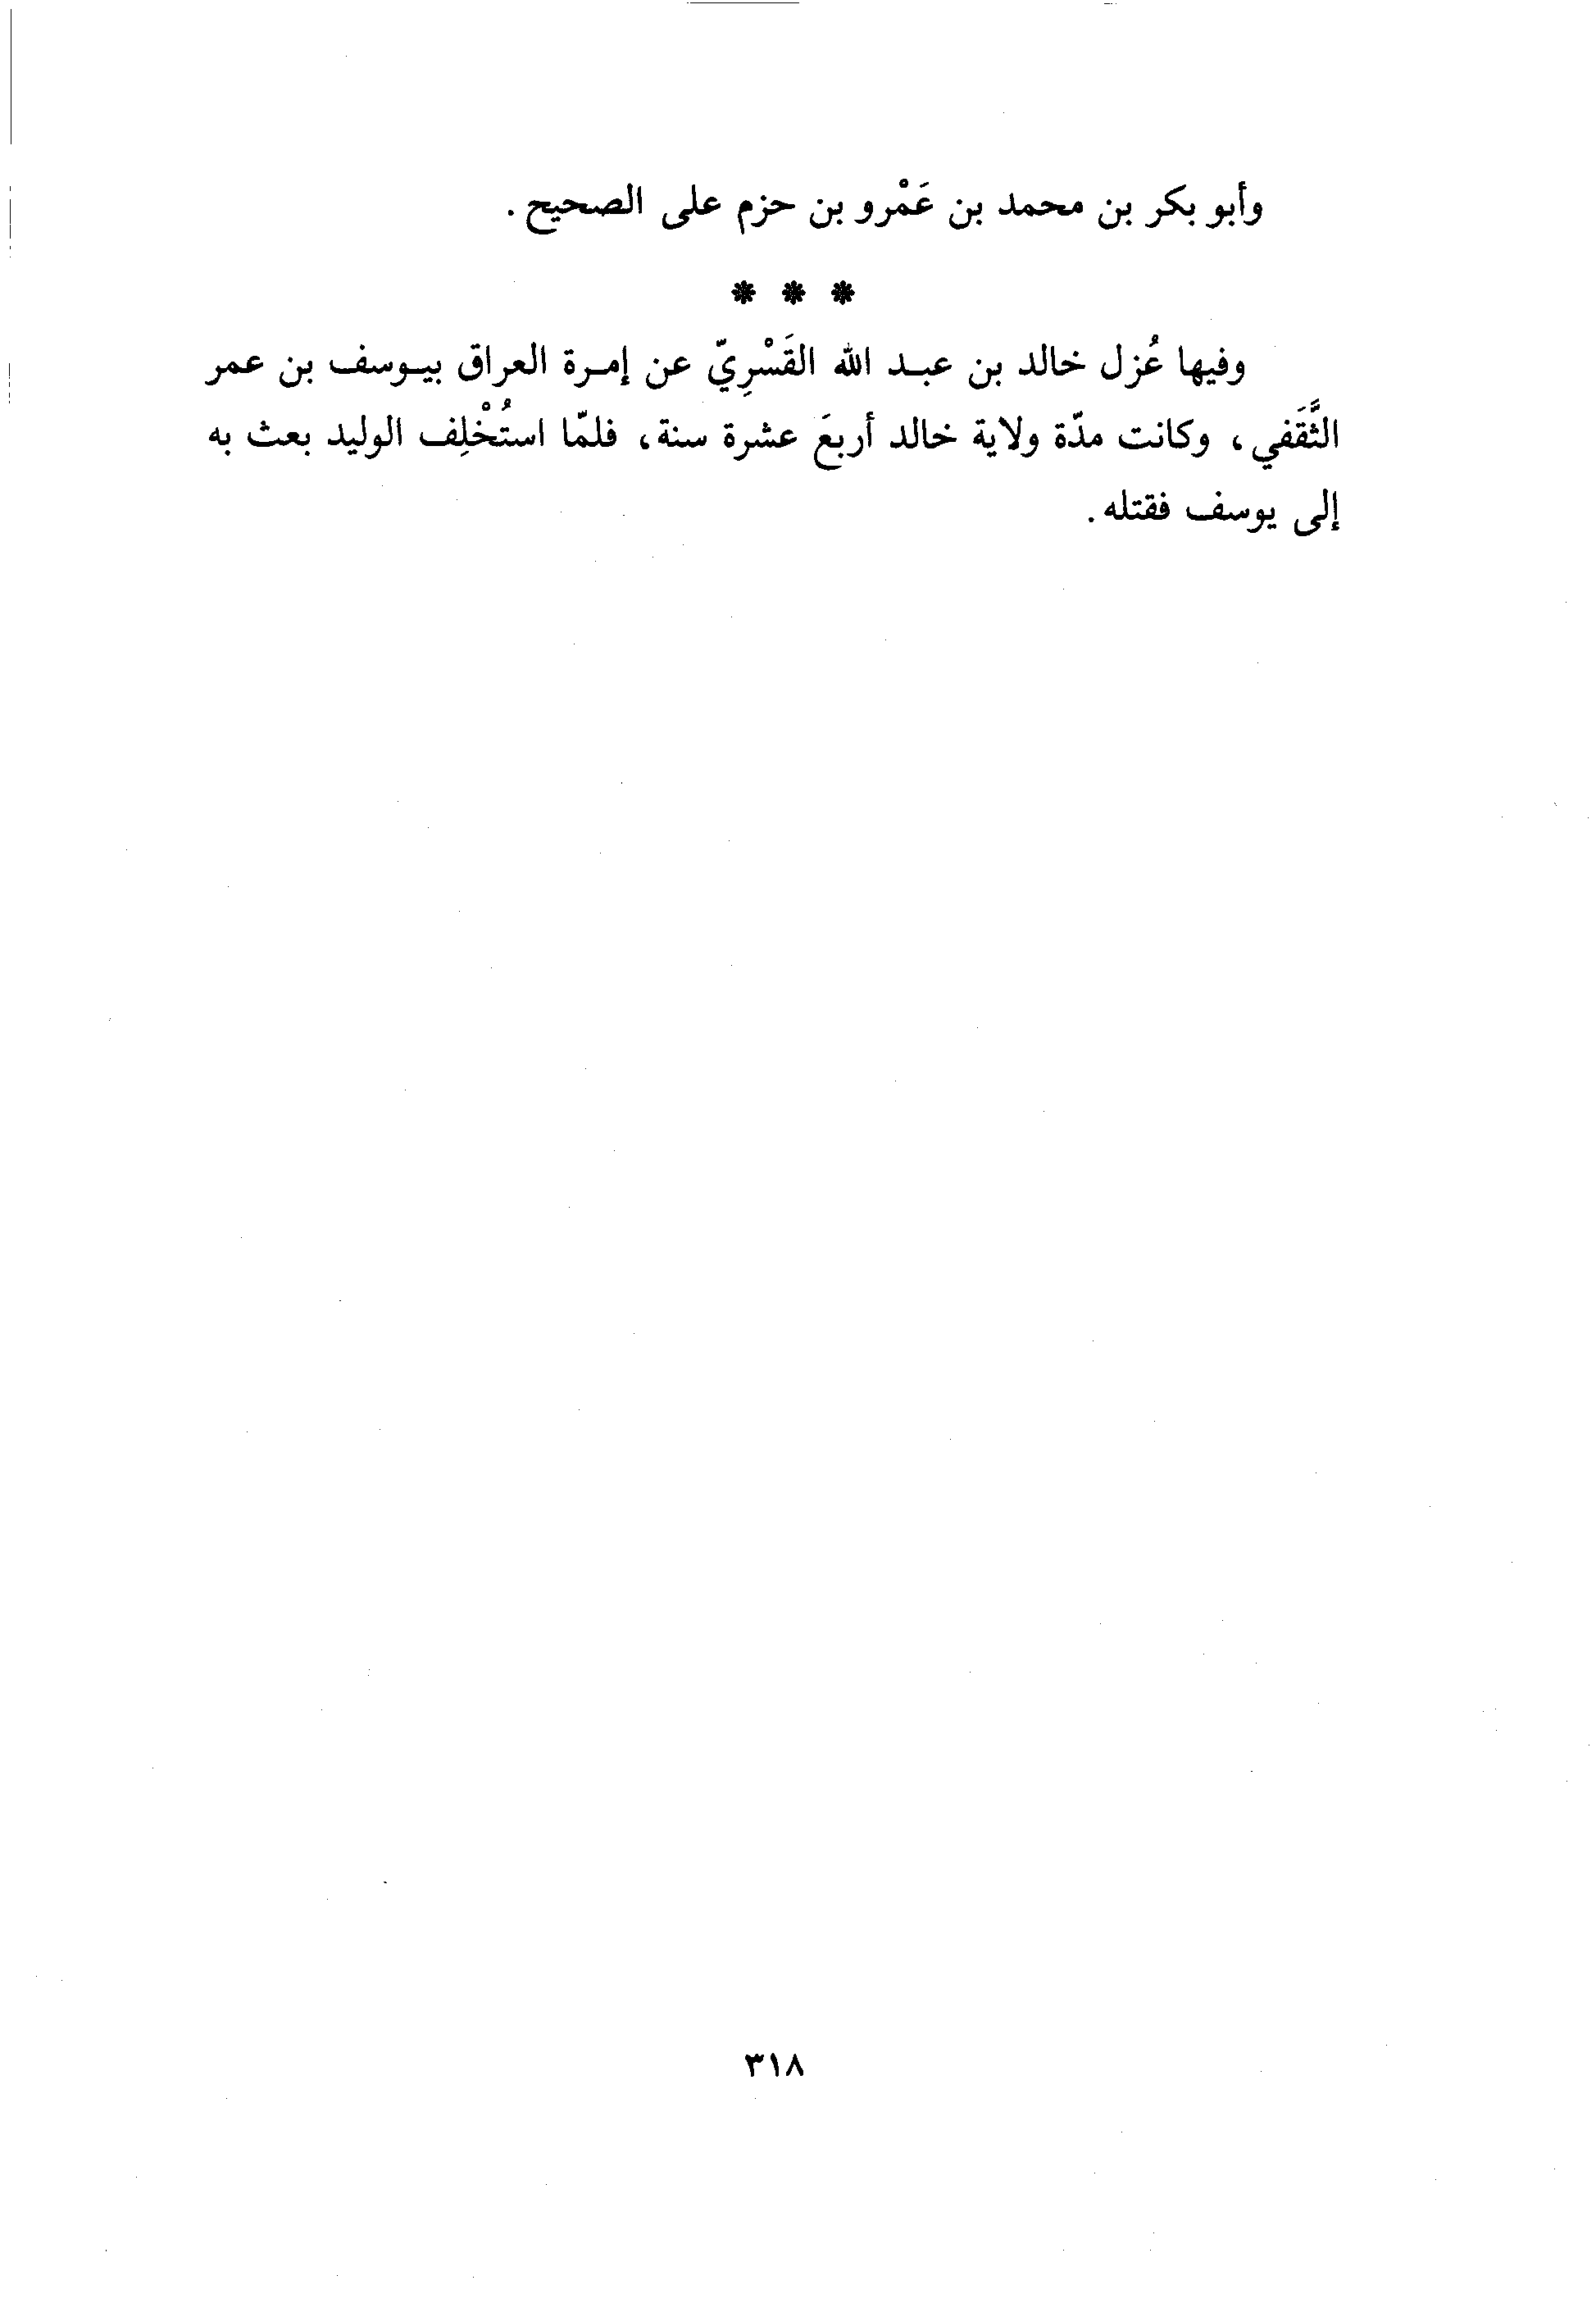 وأبو بكر بن محمد بن عَمْرو بن حزم على الصحيح.
* * *
وفيها عُزل خالد بن عبد الله القَسْرِيّ عن إمرة العراق بيوسف بن عمر
الثَّقَفي، وكانت مدّة ولاية خالد أربعَ عشرة سنة، فلمّا استُخْلِف الوليد بعث به
إلى يوسف فقتله.
٣١٨